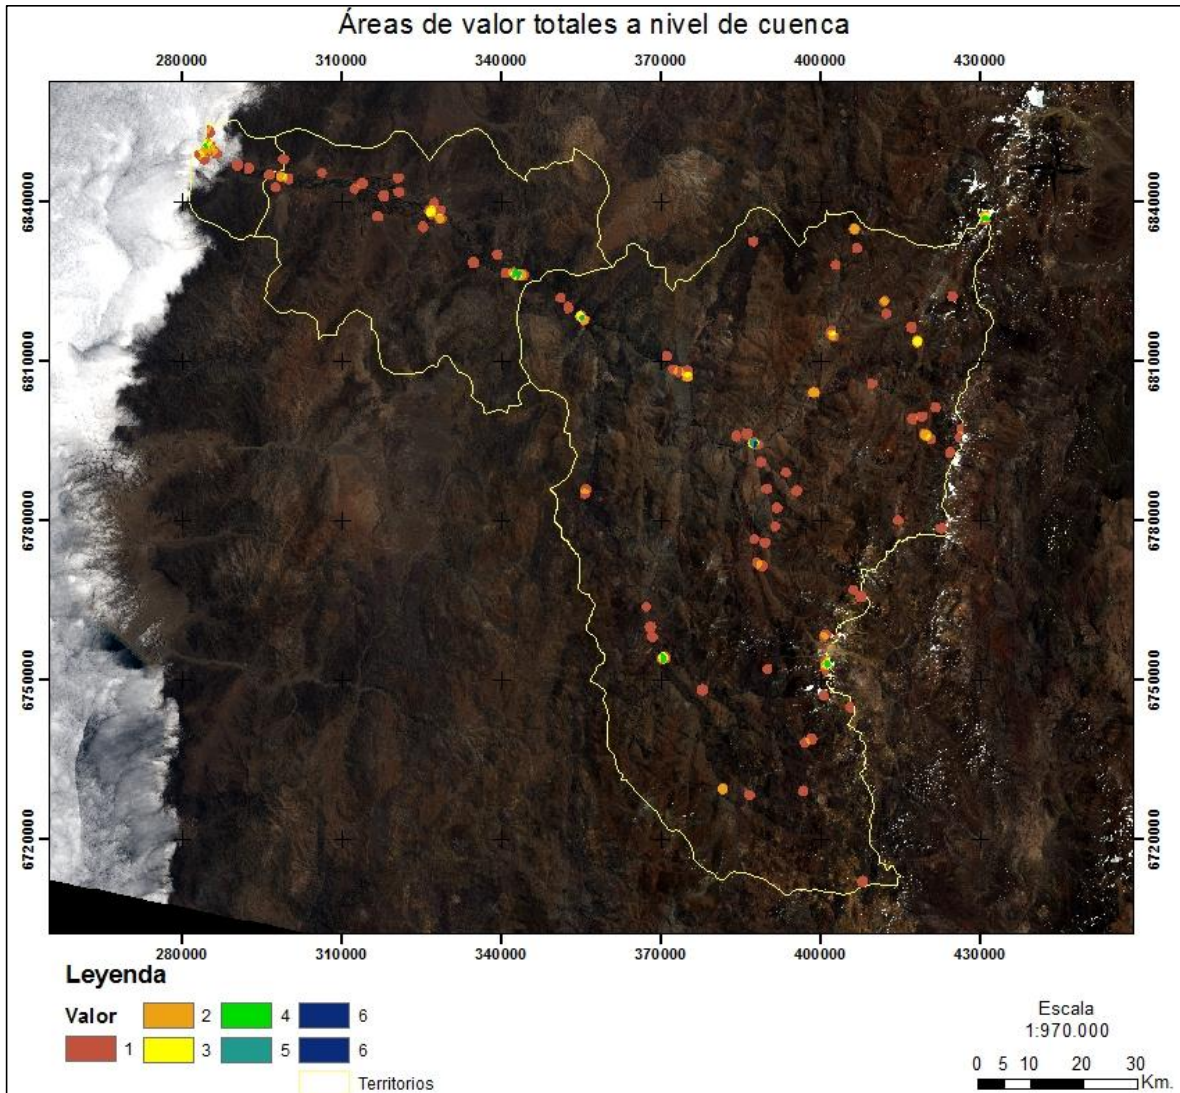 Áreas de valor totales a nivel de cuenca
280000 310000 340000 370000 400000 430000
6840000 6840000
6810000 6810000
6780000 6780000
6750000 6750000
6720000 6720000
280000 310000 340000 370000 400000 430000
Leyenda
Valor 2 4 6
1 3 5 6
Territorios
Escala
1:970.000
0 5 10 20 30
Km.